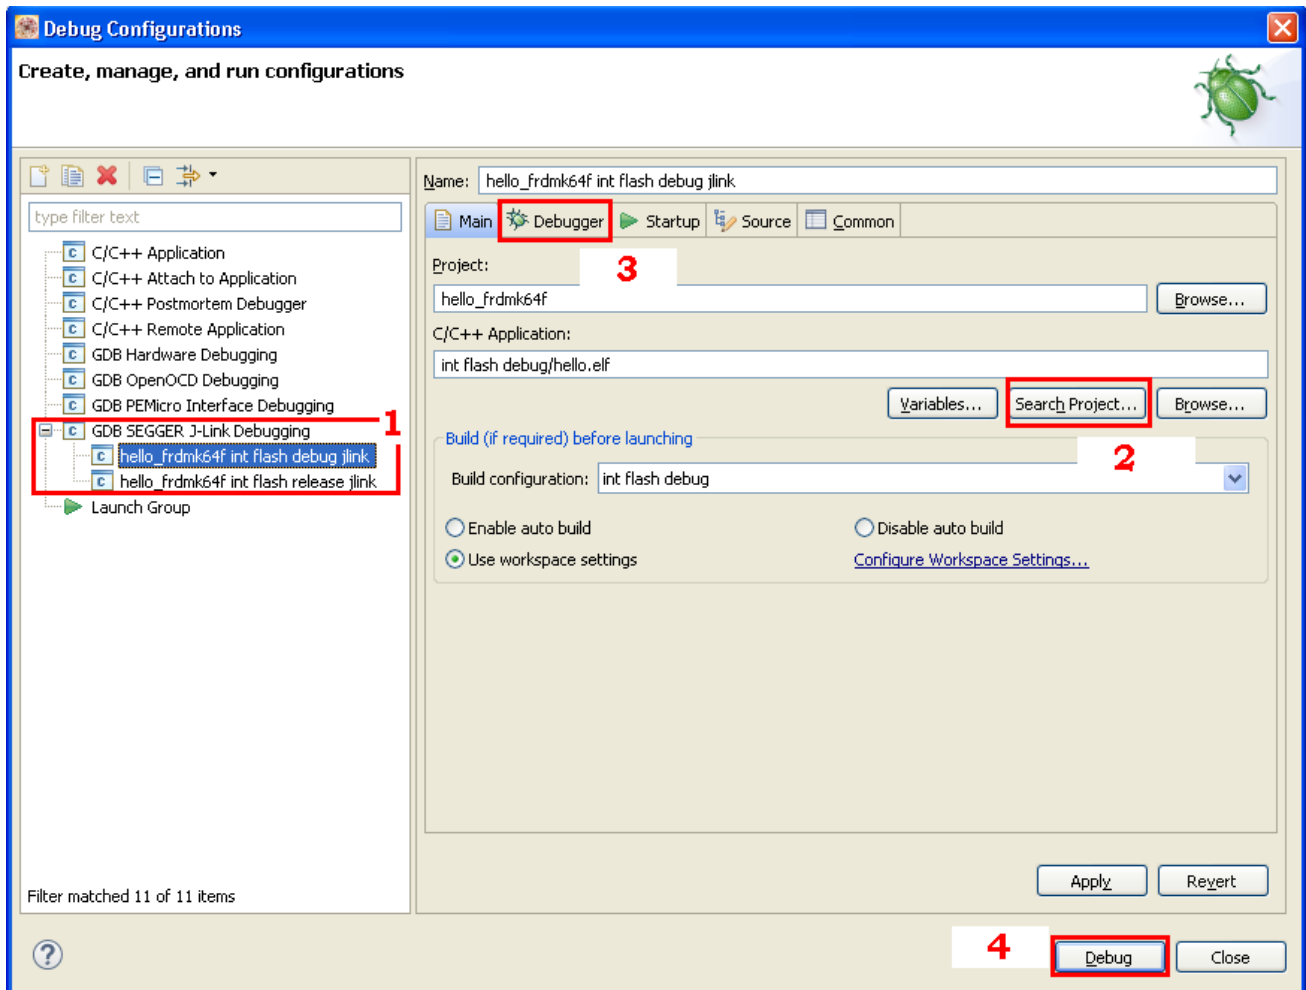 Debug Configurations
Create, manage, and run configurations
type filter text
C/C++ Application
C/C++ Attach to Application
C/C++ Postmortem Debugger
C/C++ Remote Application
GDB Hardware Debugging
GDB OpenOCD Debugging
GDB PEMicro Interface Debugging
GDB SEGGER J-Link Debugging
1
hello_frdmk64f int flash debug jlink
hello_frdmk64f int flash release jlink
Launch Group
Filter matched 11 of 11 items
Name: hello_frdmk64f int flash debug jlink
Main Debugger Startup Source Common
3
Project:
hello_frdmk64f Browse...
C/C++ Application:
int flash debug/hello.elf
Variables... Search Project... Browse...
2
Build (if required) before launching
Build configuration: int flash debug
Enable auto build Disable auto build
Use workspace settings Configure Workspace Settings...
Apply Revert
? 4 Debug Close